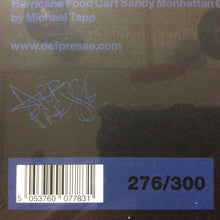 Hurricane Food Cart Sandy Manhattan
by Michael Tapp
www.defpresse.com
276/300
5 053760 077831